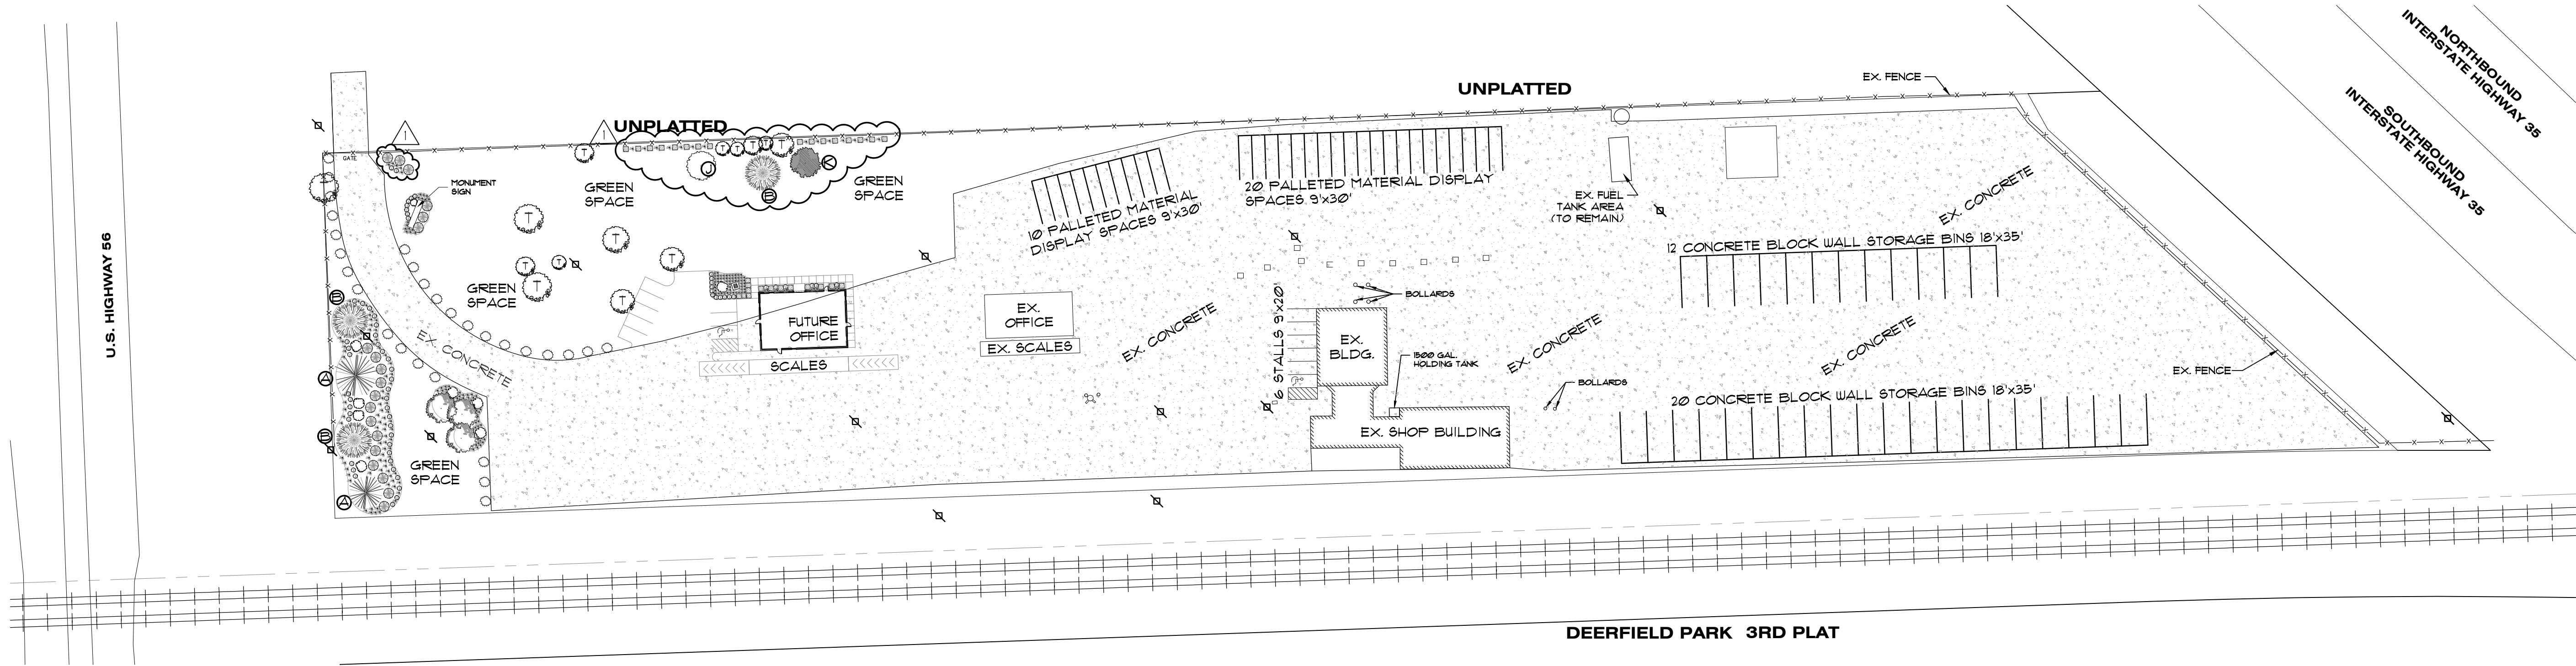 U.S. HIGHWAY 56
GATE
1
MONUMENT
SIGN
1
UNPLATTED
GREEN
SPACE
J
B
K
GREEN
SPACE
T
T
T
T
T
T
T
T
T
T
T
T
T
GREEN
SPACE
EX. CONCRETE
B
A
B
A
GREEN
SPACE
FUTURE
OFFICE
SCALES
EX.
OFFICE
EX. SCALES
10 PALLETED MATERIAL
DISPLAY SPACES 9'x30'
20 PALLETED MATERIAL DISPLAY
SPACES 9'x30'
UNPLATTED
EX. FENCE
EX. FUEL
TANK AREA
(TO REMAIN)
EX. CONCRETE
12 CONCRETE BLOCK WALL STORAGE BINS 18'x35'
EX. CONCRETE
6 STALLS 9'x20'
BOLLARDS
EX.
BLDG.
1500 GAL.
HOLDING TANK
EX. SHOP BUILDING
EX. CONCRETE
BOLLARDS
EX. CONCRETE
20 CONCRETE BLOCK WALL STORAGE BINS 18'x35'
EX. FENCE
NORTHBOUND
INTERSTATE HIGHWAY 35
SOUTHBOUND
INTERSTATE HIGHWAY 35
DEERFIELD PARK 3RD PLAT